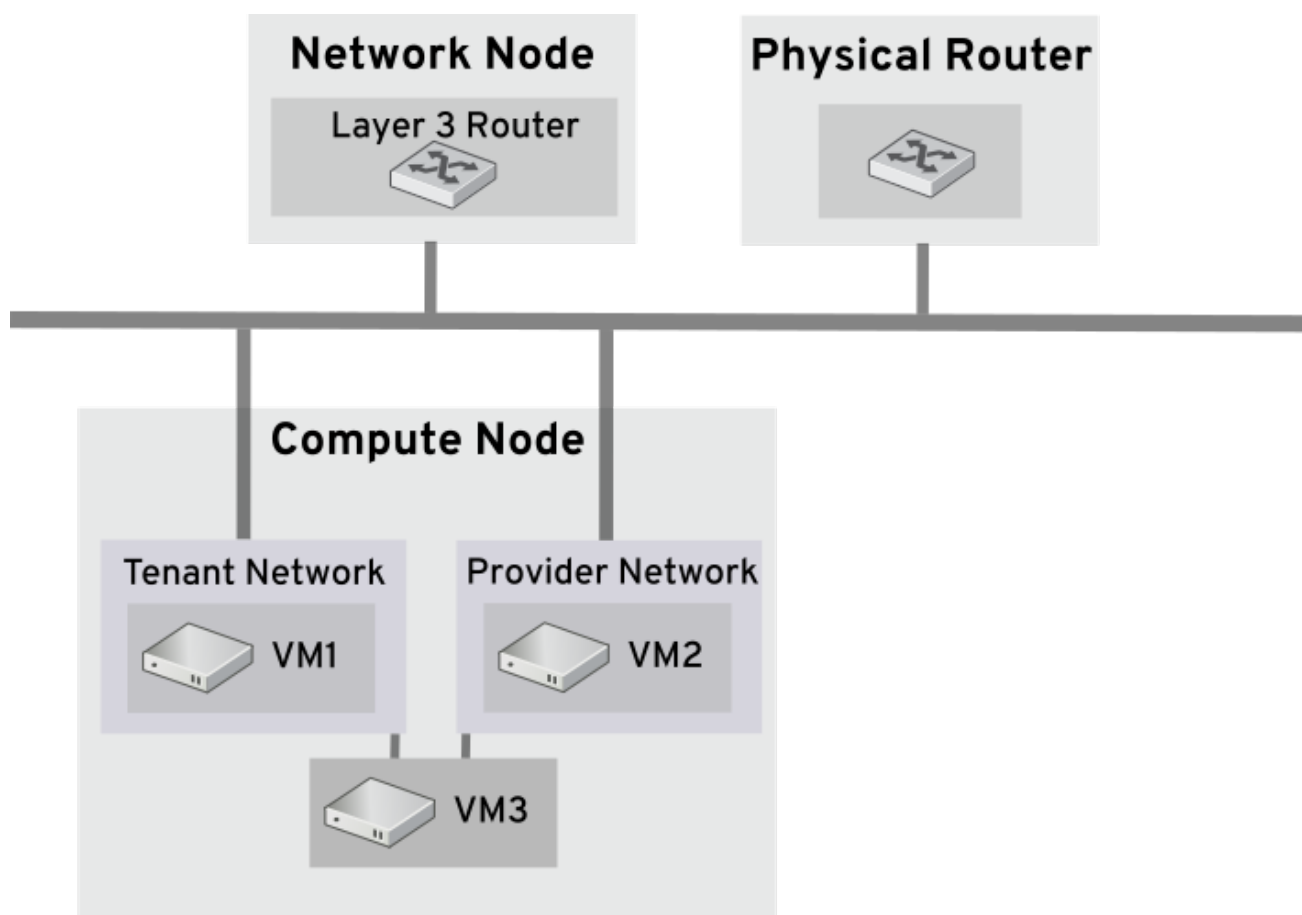 Network Node
Physical Router
Layer 3 Router
Compute Node
Tenant Network
Provider Network
VM1
VM2
VM3